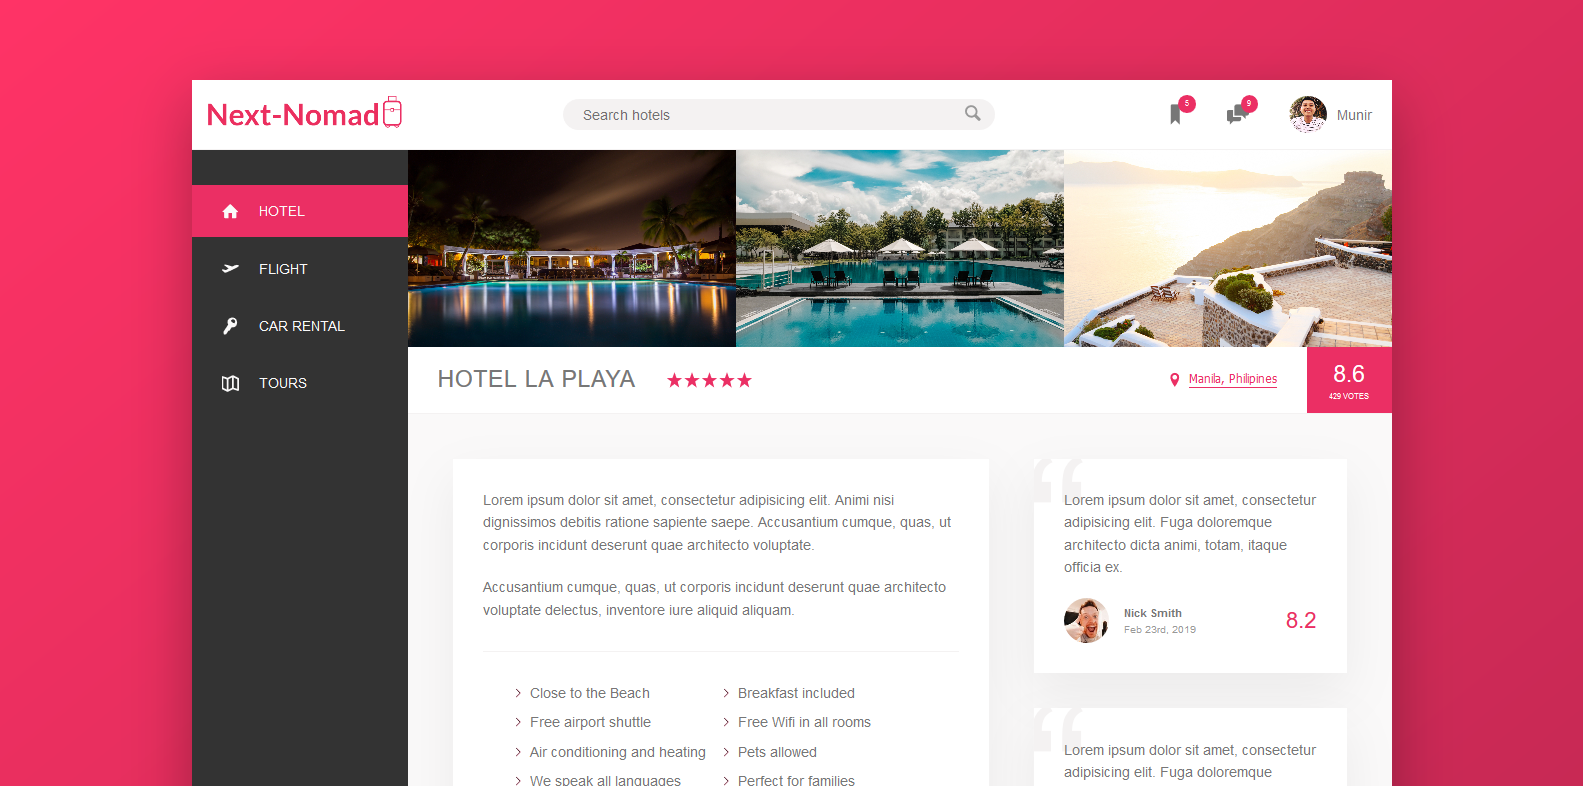 Next-Nomad
Search hotels
5
9
Munir
HOTEL
FLIGHT
CAR RENTAL
TOURS
HOTEL LA PLAYA
Manila, Philipines
8.6
429 VOTES
Lorem ipsum dolor sit amet, consectetur adipisicing elit. Animi nisi
dignissimos debitis ratione sapiente saepe. Accusantium cumque, quas, ut
corporis incidunt deserunt quae architecto voluptate.
Accusantium cumque, quas, ut corporis incidunt deserunt quae architecto
voluptate delectus, inventore iure aliquid aliquam.
Close to the Beach
Free airport shuttle
Air conditioning and heating
We speak all languages
Breakfast included
Free Wifi in all rooms
Pets allowed
Perfect for families
“
Lorem ipsum dolor sit amet, consectetur
adipisicing elit. Fuga doloremque
architecto dicta animi, totam, itaque
officia ex.
Nick Smith
Feb 23rd, 2019
8.2
“
Lorem ipsum dolor sit amet, consectetur
adipisicing elit. Fuga doloremque